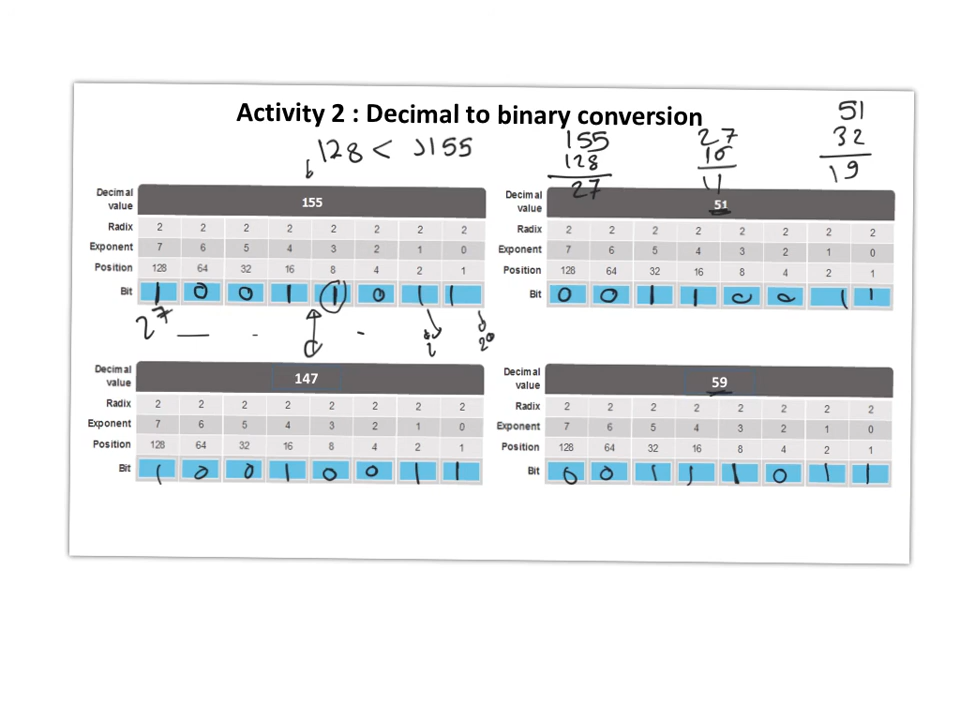 Activity 2 : Decimal to binary conversion
128 < 155
155
128
27
27
16
11
51
32
19
Decimal value 155
Radix 2 2 2 2 2 2 2 2
Exponent 7 6 5 4 3 2 1 0
Position 128 64 32 16 8 4 2 1
Bit 1 0 0 1 1 0 1 1
2⁷ — - -
2⁰
Decimal value 51
Radix 2 2 2 2 2 2 2 2
Exponent 7 6 5 4 3 2 1 0
Position 128 64 32 16 8 4 2 1
Bit 0 0 1 1 0 0 1 1
Decimal value 147
Radix 2 2 2 2 2 2 2 2
Exponent 7 6 5 4 3 2 1 0
Position 128 64 32 16 8 4 2 1
Bit 1 0 0 1 0 0 1 1
Decimal value 59
Radix 2 2 2 2 2 2 2 2
Exponent 7 6 5 4 3 2 1 0
Position 128 64 32 16 8 4 2 1
Bit 0 0 1 1 1 0 1 1